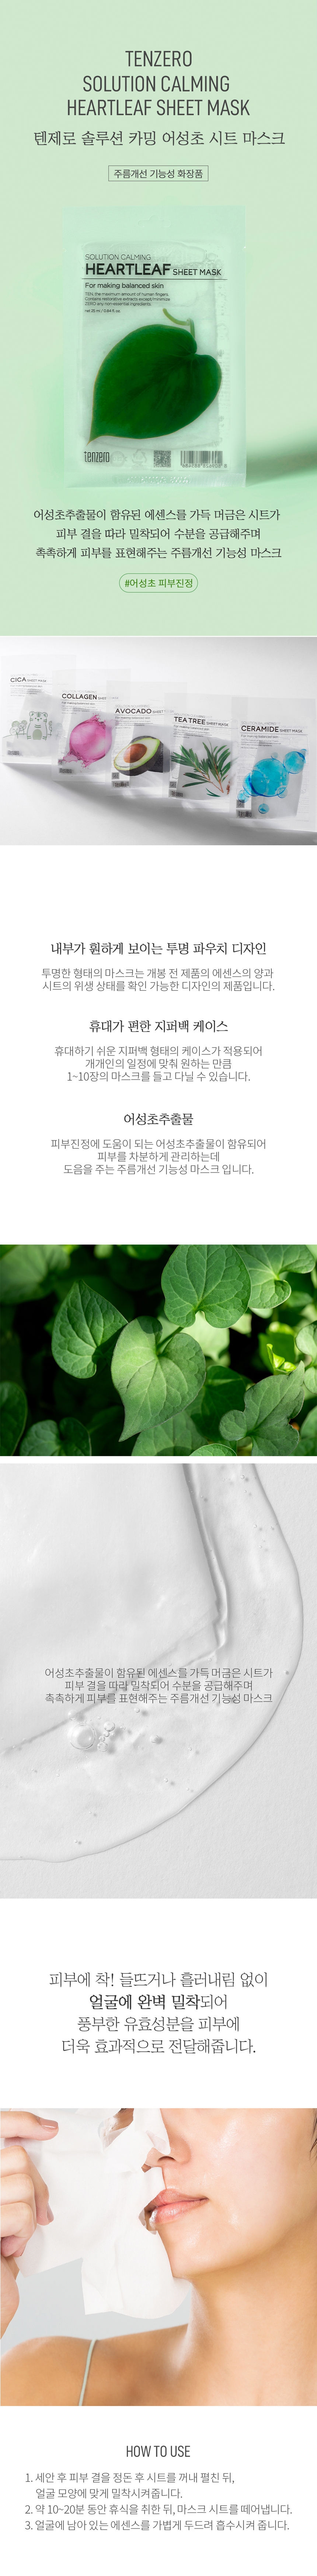 TENZERO
SOLUTION CALMING
HEARTLEAF SHEET MASK
텐제로 솔루션 카밍 어성초 시트 마스크
주름개선 기능성 화장품
SOLUTION CALMING
HEARTLEAF SHEET MASK
For making balanced skin
TEN, the maximum amount of human fingers.
Contains restorative extracts except/minimize
ZERO any non-essential ingredients.
net 25 ml / 0.84 fl.oz
tenzero
어성초추출물이 함유된 에센스를 가득 머금은 시트가
피부 결을 따라 밀착되어 수분을 공급해주며
촉촉하게 피부를 표현해주는 주름개선 기능성 마스크
#어성초 피부진정
CICA SHEET MASK
COLLAGEN SHEET
AVOCADO SHEET
TEA TREE SHEET MASK
CERAMIDE SHEET MASK
내부가 훤하게 보이는 투명 파우치 디자인
투명한 형태의 마스크는 개봉 전 제품의 에센스의 양과
시트의 위생 상태를 확인 가능한 디자인의 제품입니다.
휴대가 편한 지퍼백 케이스
휴대하기 쉬운 지퍼백 형태의 케이스가 적용되어
개개인의 일정에 맞춰 원하는 만큼
1~10장의 마스크를 들고 다닐 수 있습니다.
어성초추출물
피부진정에 도움이 되는 어성초추출물이 함유되어
피부를 차분하게 관리하는데
도움을 주는 주름개선 기능성 마스크 입니다.
어성초추출물이 함유된 에센스를 가득 머금은 시트가
피부 결을 따라 밀착되어 수분을 공급해주며
촉촉하게 피부를 표현해주는 주름개선 기능성 마스크
피부에 착! 들뜨거나 흘러내림 없이
얼굴에 완벽 밀착되어
풍부한 유효성분을 피부에
더욱 효과적으로 전달해줍니다.
HOW TO USE
1. 세안 후 피부 결을 정돈 후 시트를 꺼내 펼친 뒤,
얼굴 모양에 맞게 밀착시켜줍니다.
2. 약 10~20분 동안 휴식을 취한 뒤, 마스크 시트를 떼어냅니다.
3. 얼굴에 남아 있는 에센스를 가볍게 두드려 흡수시켜 줍니다.